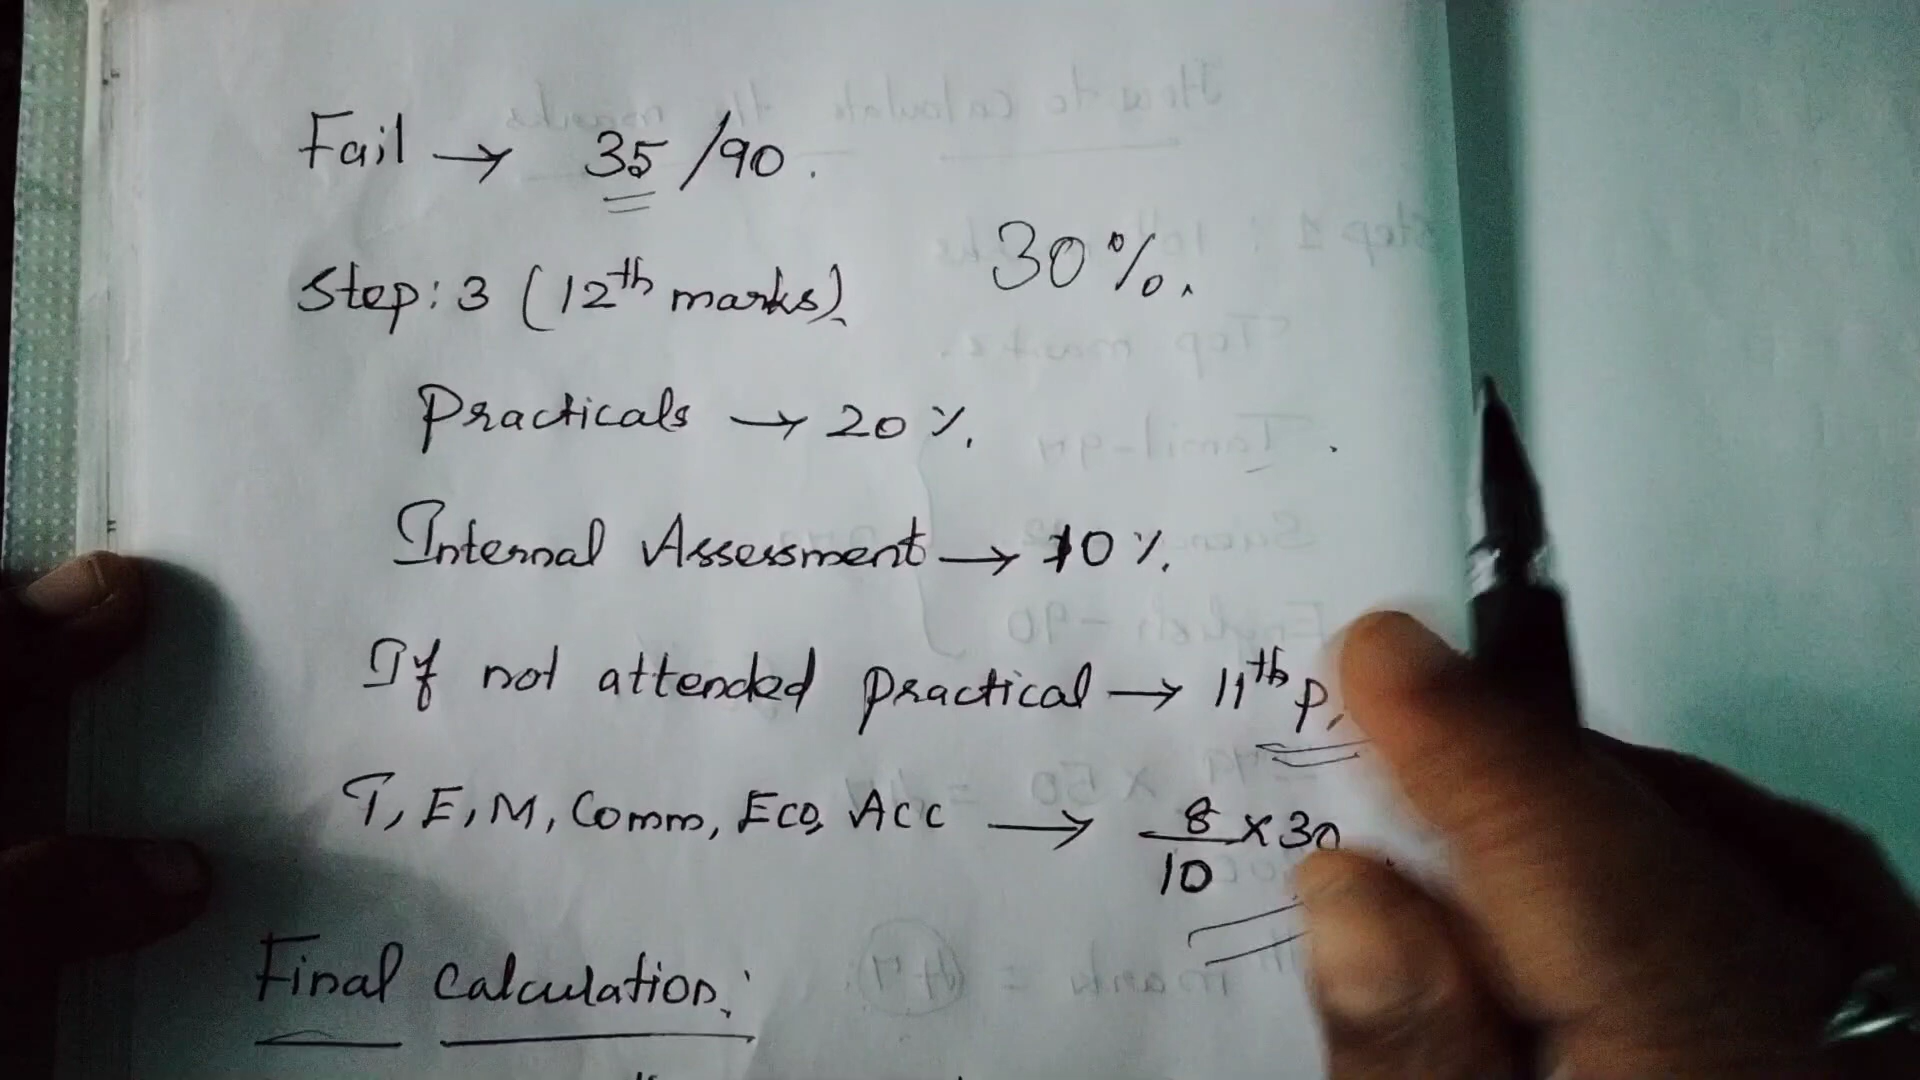 Fail → 35/90.
30%.
Step: 3 (12th marks)
Practicals → 20%.
Internal Assessment → 10%.
If not attended practical → 11th p,
T, E, M, Comm, Eco, Acc → 8/10 x 30
Final Calculation: